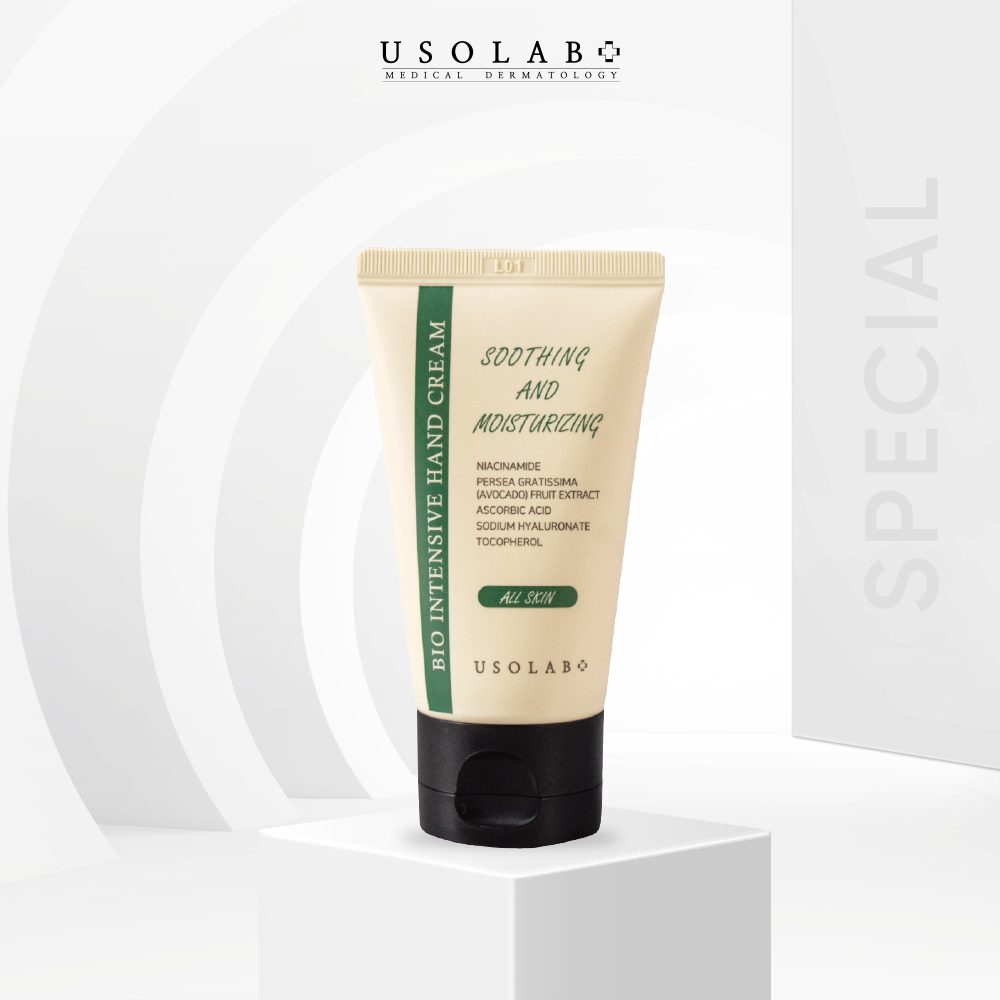 USOLAB
MEDICAL DERMATOLOGY
SPECIAL
L01
BIO INTENSIVE HAND CREAM
SOOTHING
AND
MOISTURIZING
NIACINAMIDE
PERSEA GRATISSIMA
(AVOCADO) FRUIT EXTRACT
ASCORBIC ACID
SODIUM HYALURONATE
TOCOPHEROL
ALL SKIN
USOLAB